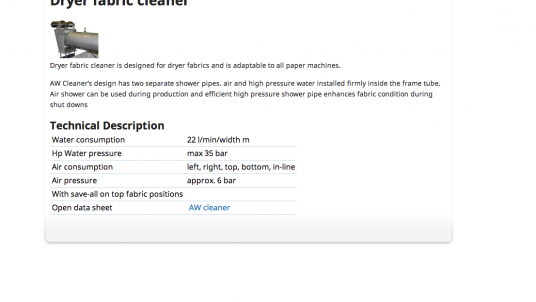 Dryer fabric cleaner
Dryer fabric cleaner is designed for dryer fabrics and is adaptable to all paper machines.
AW Cleaner's design has two separate shower pipes. air and high pressure water installed firmly inside the frame tube.
Air shower can be used during production and efficient high pressure shower pipe enhances fabric condition during
shut downs
Technical Description
Water consumption 22 l/min/width m
Hp Water pressure max 35 bar
Air consumption left, right, top, bottom, in-line
Air pressure approx. 6 bar
With save-all on top fabric positions
Open data sheet AW cleaner